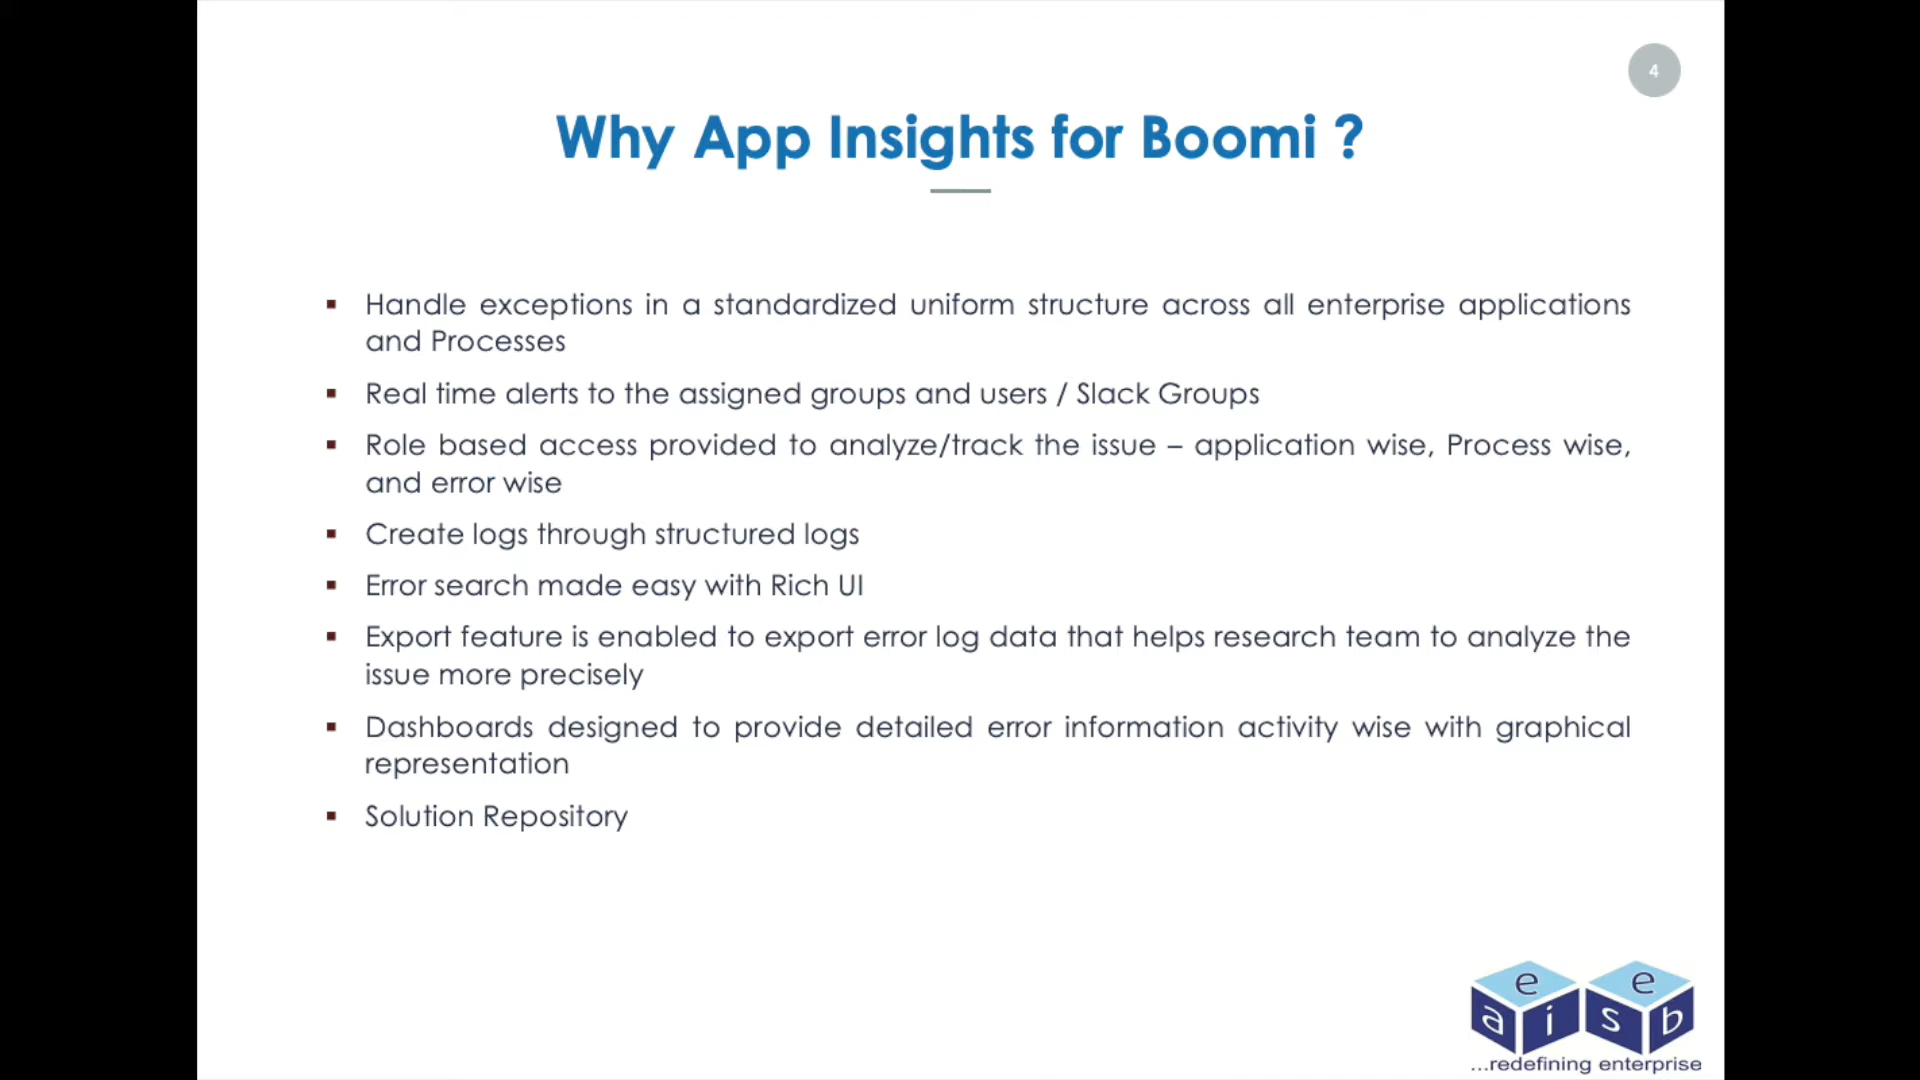 4
Why App Insights for Boomi ?
▪ Handle exceptions in a standardized uniform structure across all enterprise applications
and Processes
▪ Real time alerts to the assigned groups and users / Slack Groups
▪ Role based access provided to analyze/track the issue – application wise, Process wise,
and error wise
▪ Create logs through structured logs
▪ Error search made easy with Rich UI
▪ Export feature is enabled to export error log data that helps research team to analyze the
issue more precisely
▪ Dashboards designed to provide detailed error information activity wise with graphical
representation
▪ Solution Repository
e e
a i s b
...redefining enterprise